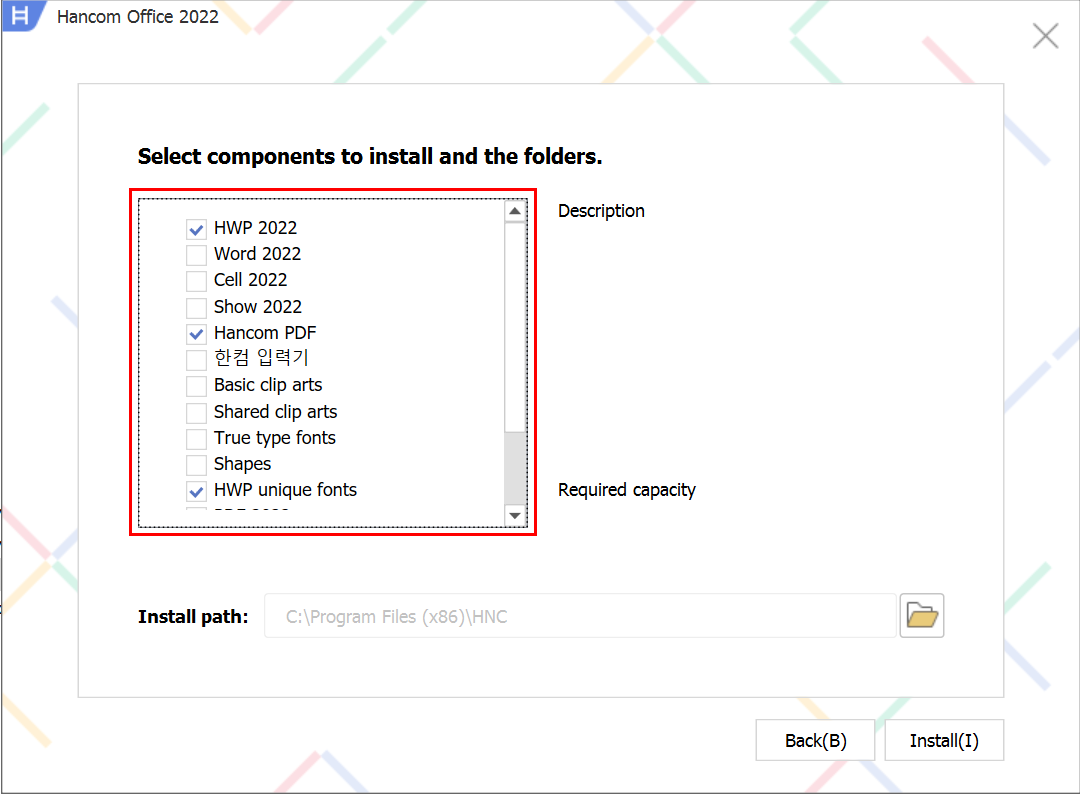 H Hancom Office 2022
Select components to install and the folders.
HWP 2022
Description
Word 2022
Cell 2022
Show 2022
Hancom PDF
한컴 입력기
Basic clip arts
Shared clip arts
True type fonts
Shapes
HWP unique fonts
Required capacity
Install path:
C:\Program Files (x86)\HNC
Back(B)
Install(I)